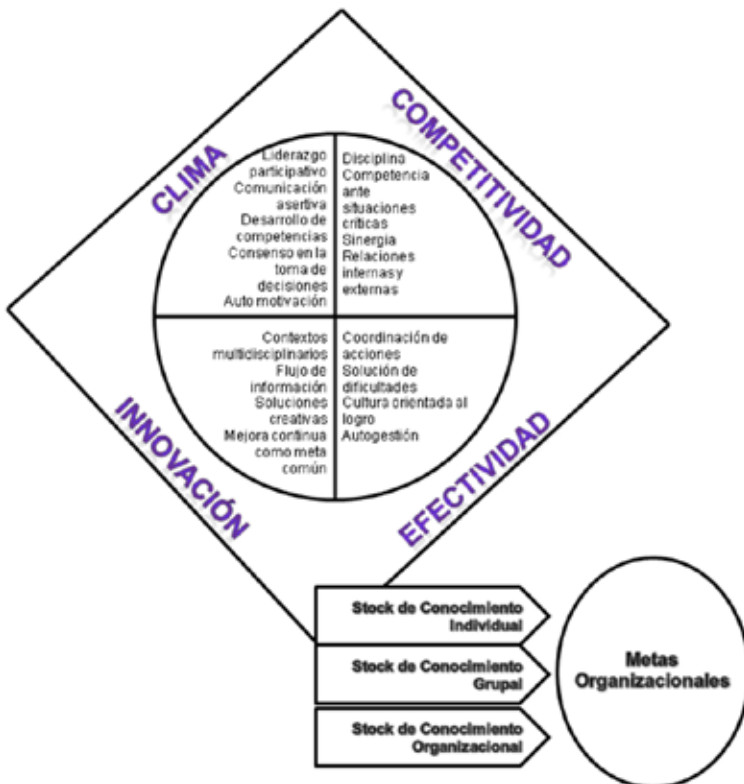 CLIMA
COMPETITIVIDAD
Liderazgo
participativo
Comunicación
asertiva
Desarrollo de
competencias
Consenso en la
toma de
decisiones
Auto motivación
Disciplina
Competencia
ante
situaciones
críticas
Sinergia
Relaciones
internas y
externas
Contextos
multidisciplinarios
Flujo de
información
Soluciones
creativas
Mejora continua
como meta
común
Coordinación de
acciones
Solución de
dificultades
Cultura orientada al
logro
Autogestión
INNOVACIÓN
EFECTIVIDAD
Stock de Conocimiento
Individual
Stock de Conocimiento
Grupal
Stock de Conocimiento
Organizacional
Metas
Organizacionales